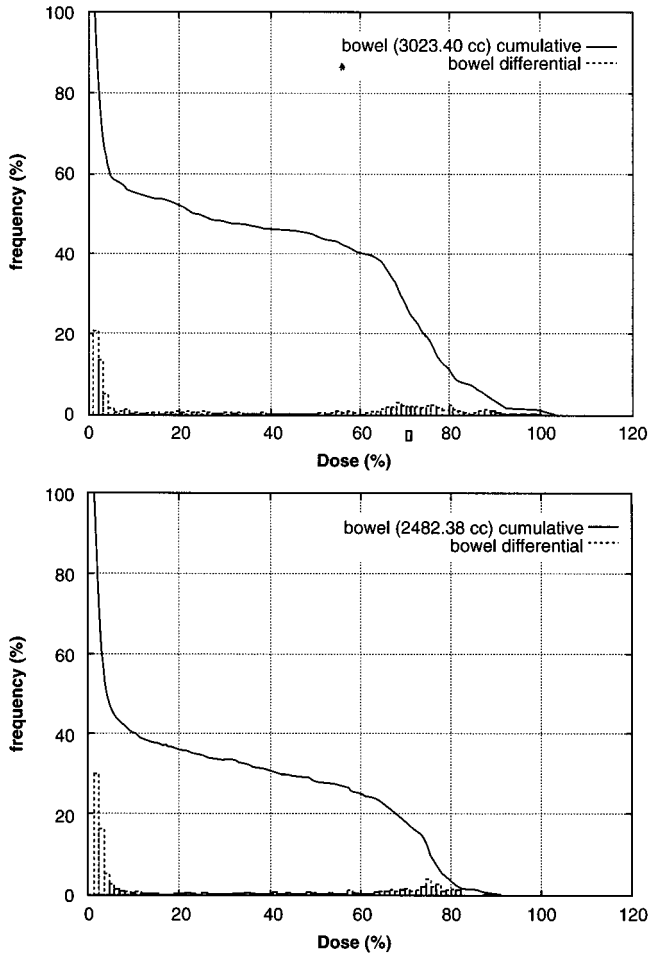 100
80
60
40
20
0
frequency (%)
bowel (3023.40 cc) cumulative
bowel differential
0 20 40 60 80 100 120
Dose (%)
100
80
60
40
20
0
frequency (%)
bowel (2482.38 cc) cumulative
bowel differential
0 20 40 60 80 100 120
Dose (%)